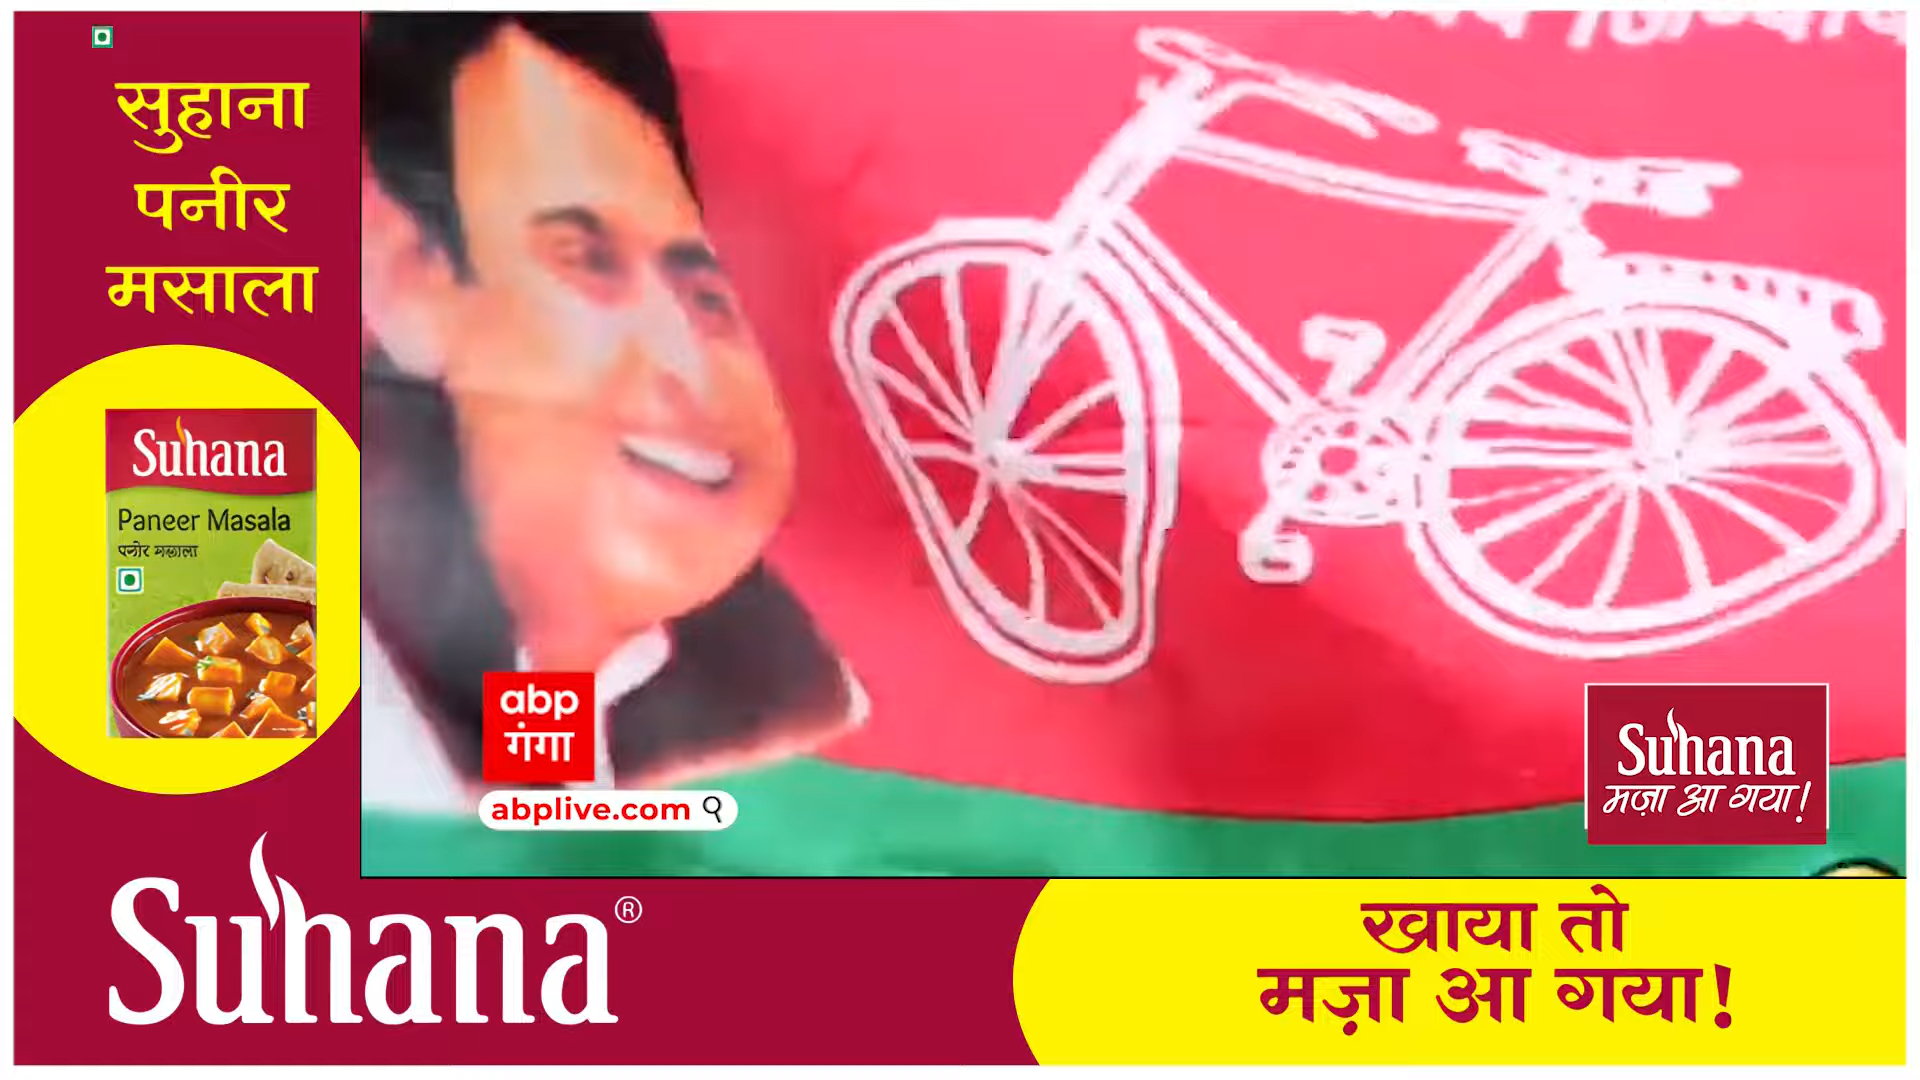 सुहाना
पनीर
मसाला
Suhana
Paneer Masala
पनीर मसाला
abp
गंगा
abplive.com
Suhana
मज़ा आ गया!
Suhana®
खाया तो
मज़ा आ गया!